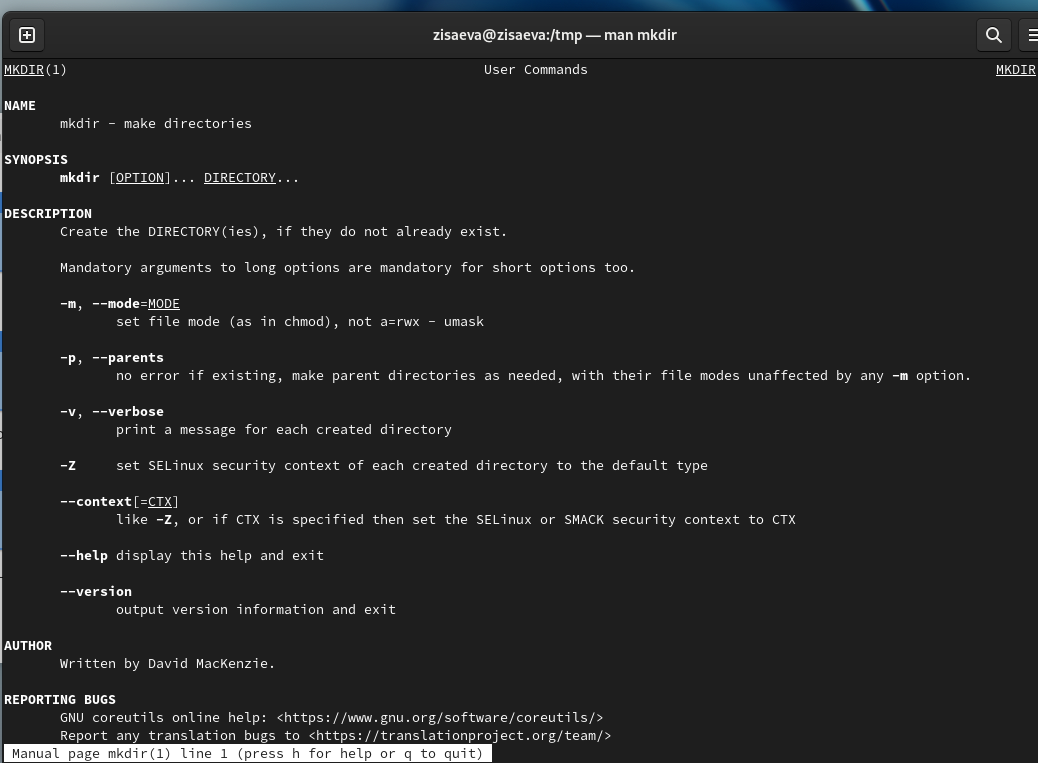 zisaeva@zisaeva:/tmp — man mkdir
MKDIR(1) User Commands MKDIR
NAME
mkdir - make directories
SYNOPSIS
mkdir [OPTION]... DIRECTORY...
DESCRIPTION
Create the DIRECTORY(ies), if they do not already exist.
Mandatory arguments to long options are mandatory for short options too.
-m, --mode=MODE
set file mode (as in chmod), not a=rwx - umask
-p, --parents
no error if existing, make parent directories as needed, with their file modes unaffected by any -m option.
-v, --verbose
print a message for each created directory
-Z set SELinux security context of each created directory to the default type
--context[=CTX]
like -Z, or if CTX is specified then set the SELinux or SMACK security context to CTX
--help display this help and exit
--version
output version information and exit
AUTHOR
Written by David MacKenzie.
REPORTING BUGS
GNU coreutils online help: <https://www.gnu.org/software/coreutils/>
Report any translation bugs to <https://translationproject.org/team/>
Manual page mkdir(1) line 1 (press h for help or q to quit)